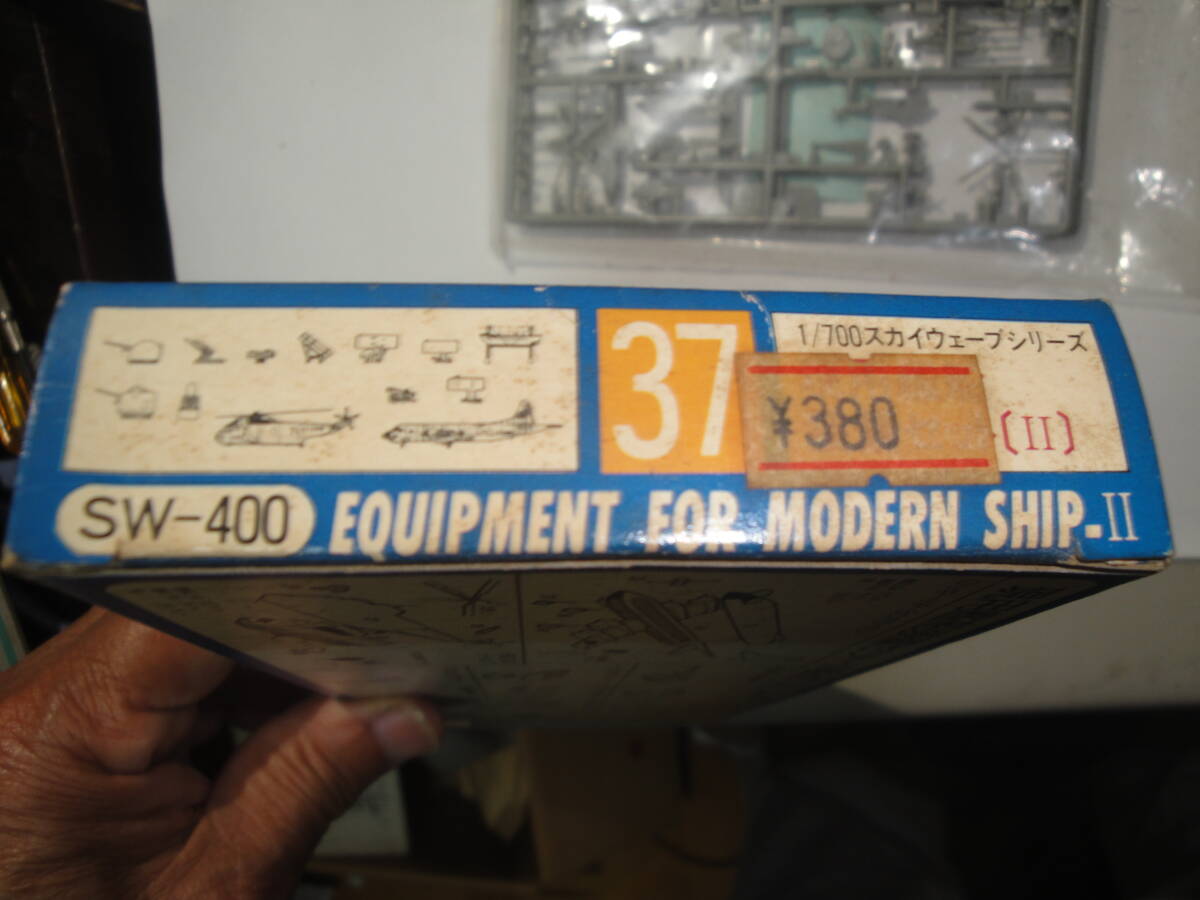 37
1/700スカイウェーブシリーズ
¥380
(II)
SW-400
EQUIPMENT FOR MODERN SHIP-II